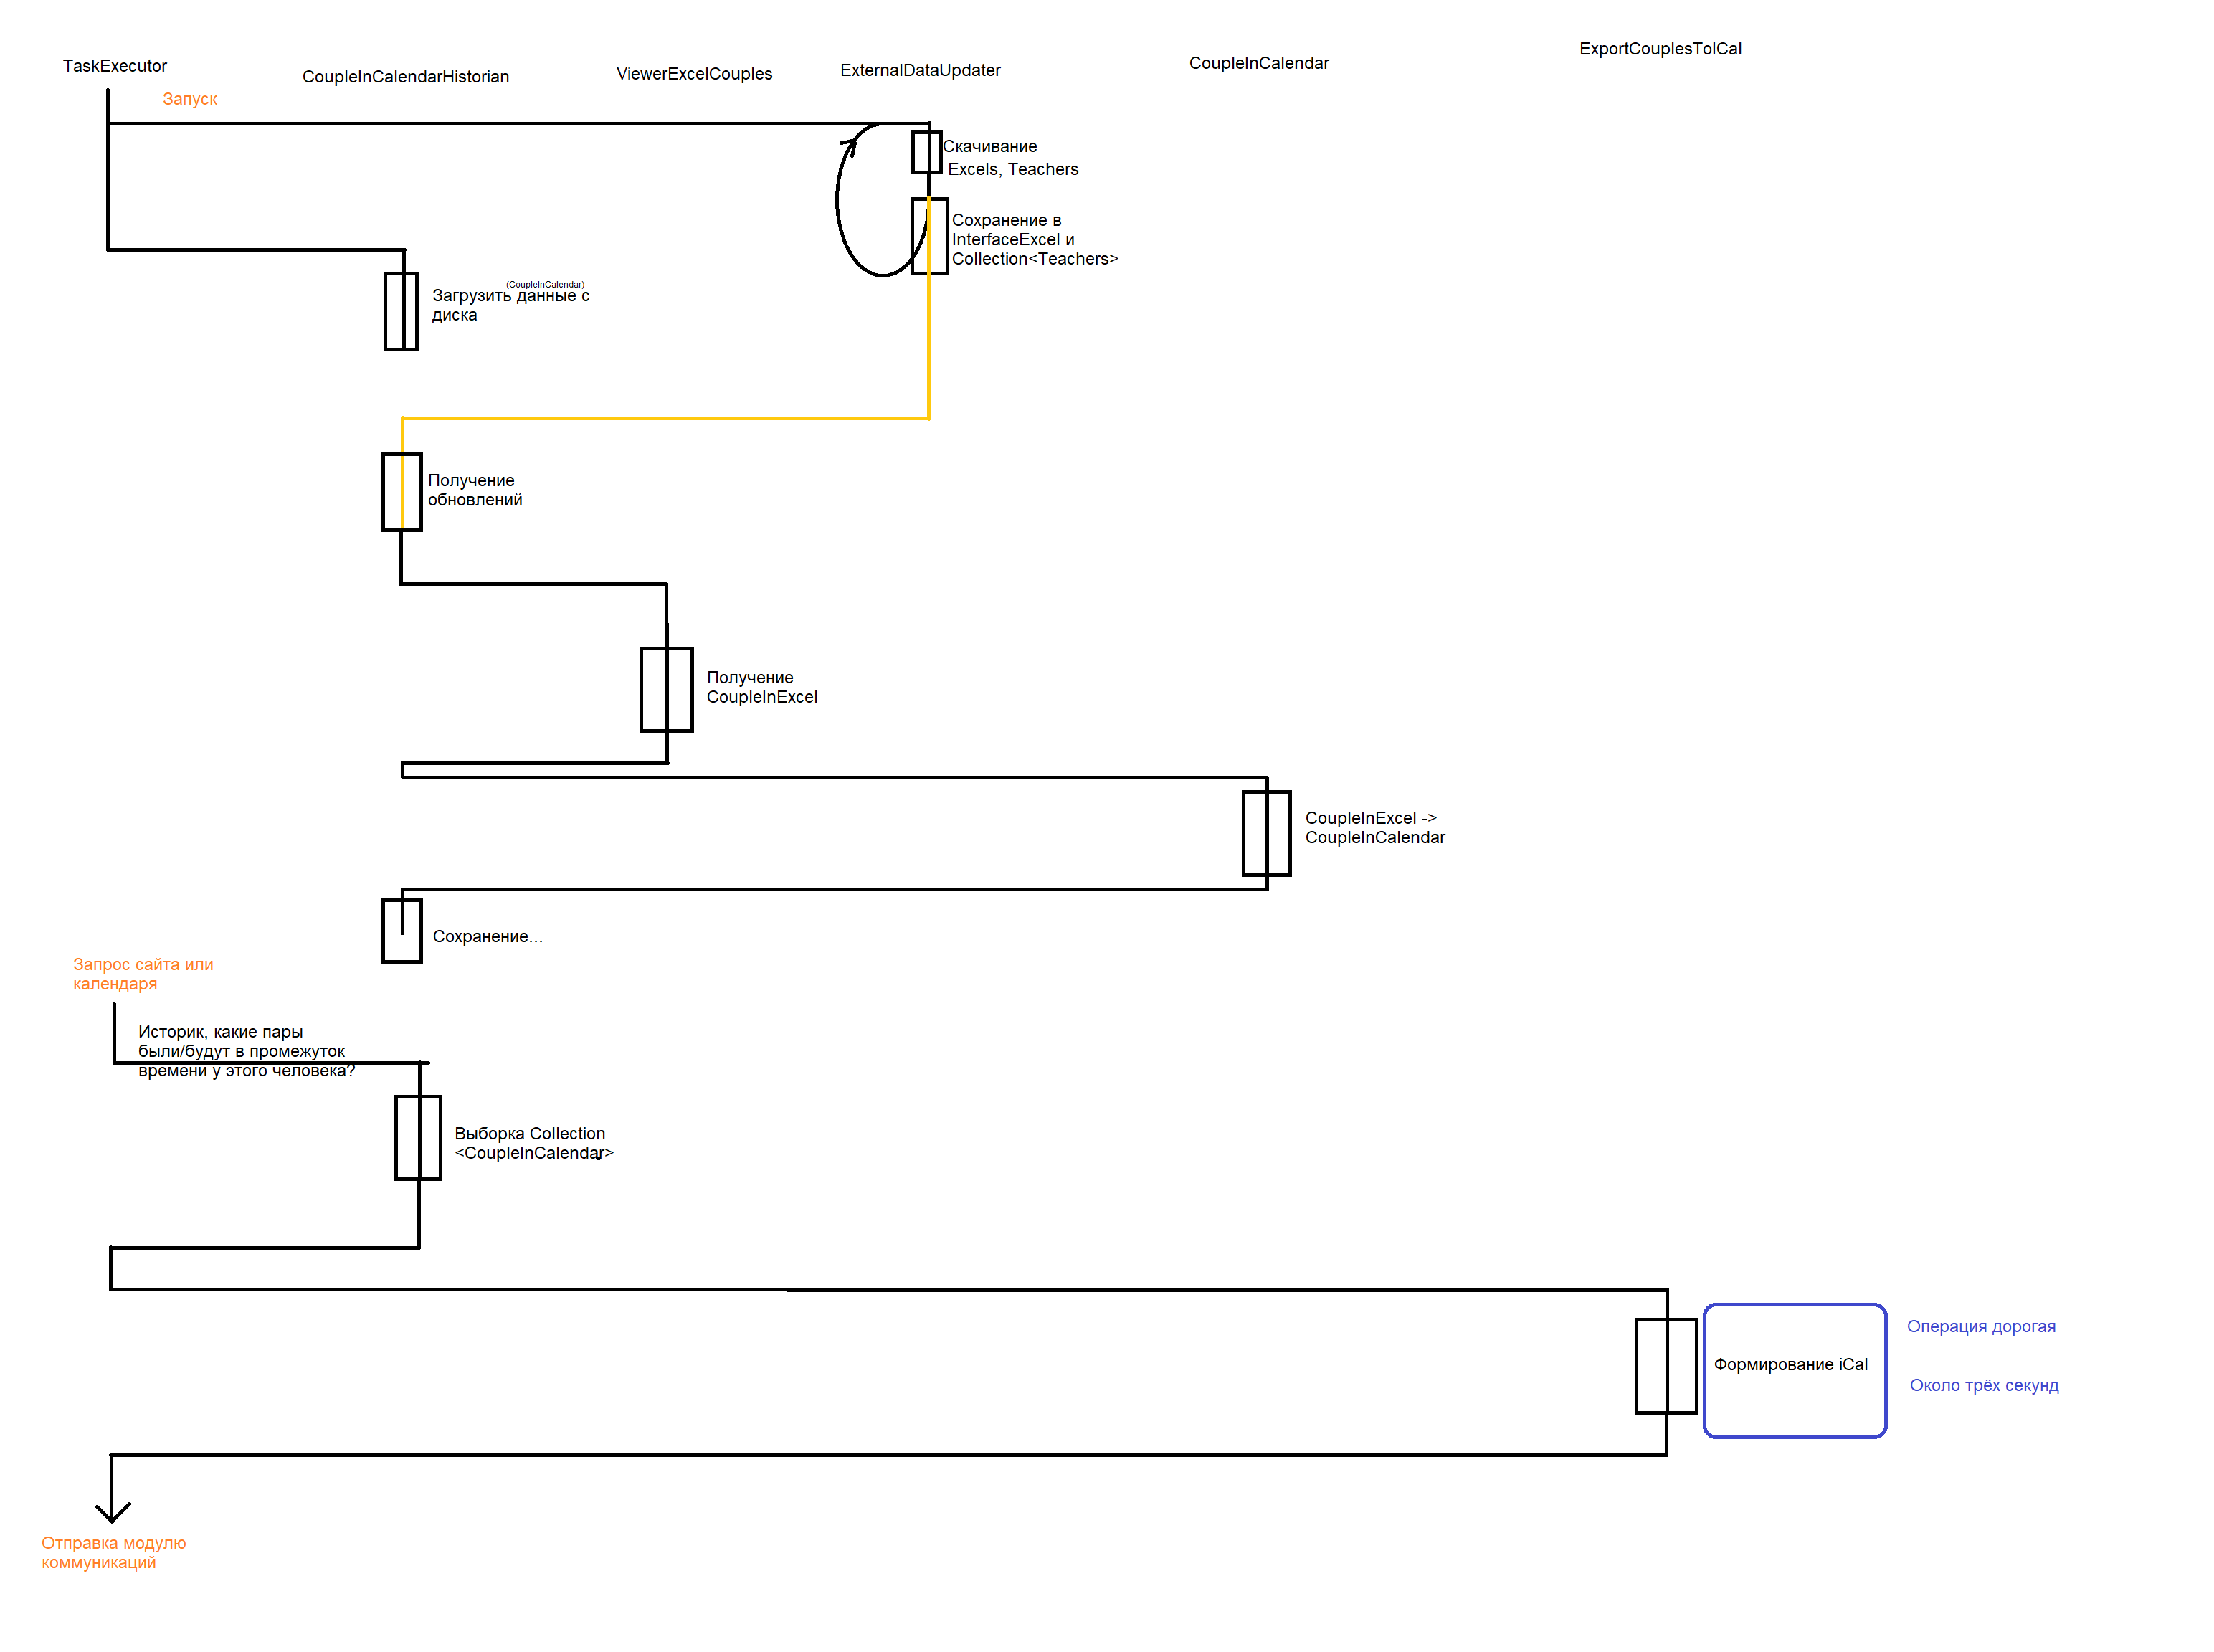 TaskExecutor
CoupleInCalendarHistorian
ViewerExcelCouples
ExternalDataUpdater
CoupleInCalendar
ExportCouplesToICal
Запуск
Скачивание
Excels, Teachers
Сохранение в
InterfaceExcel и
Collection<Teachers>
(CoupleInCalendar)
Загрузить данные с
диска
Получение
обновлений
Получение
CoupleInExcel
CoupleInExcel ->
CoupleInCalendar
Сохранение...
Запрос сайта или
календаря
Историк, какие пары
были/будут в промежуток
времени у этого человека?
Выборка Collection
<CoupleInCalendar>
Формирование iCal
Операция дорогая
Около трёх секунд
Отправка модулю
коммуникаций